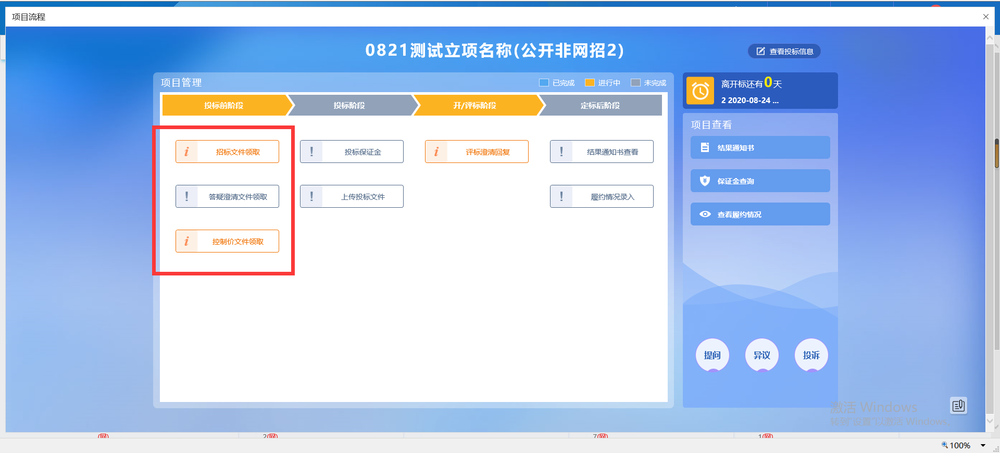 项目流程
0821测试立项名称(公开非网招2)
查看投标信息
项目管理
已完成
进行中
未完成
投标前阶段
投标阶段
开/评标阶段
定标后阶段
招标文件领取
投标保证金
评标澄清回复
结果通知书查看
答疑澄清文件领取
上传投标文件
履约情况录入
控制价文件领取
离开标还有0天
2 2020-08-24 ...
项目查看
结果通知书
保证金查询
查看履约情况
提问
异议
投诉
激活 Windows
转到"设置"以激活 Windows。
(网)
2(网)
7(网)
1(网)
100%